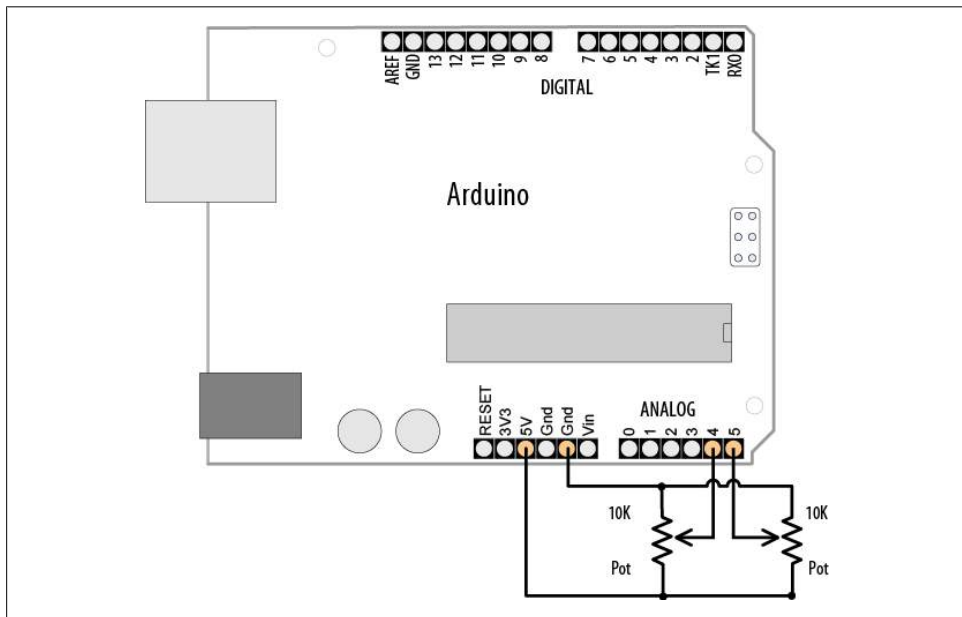 AREF
GND
13
12
11
10
9
8
7
6
5
4
3
2
TK1
RX0
DIGITAL
Arduino
RESET
3V3
5V
Gnd
Gnd
Vin
ANALOG
0
1
2
3
4
5
10K
Pot
10K
Pot